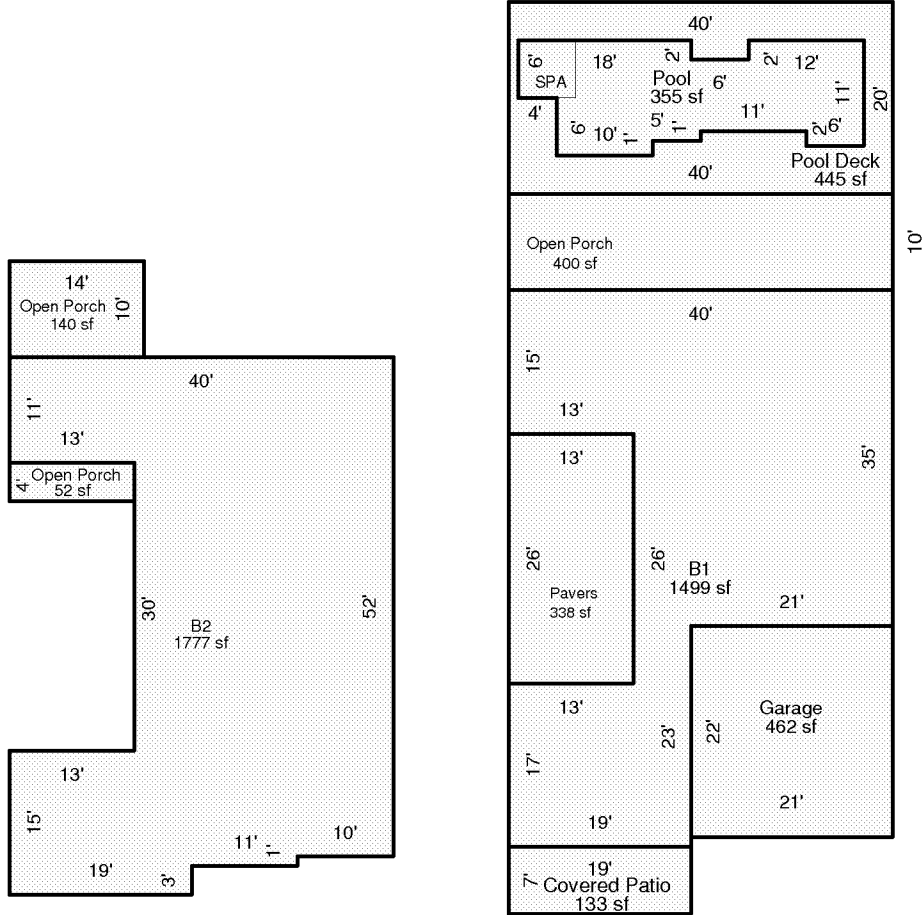 14'
Open Porch
140 sf
10'
40'
11'
13'
Open Porch
52 sf
4'
30'
52'
B2
1777 sf
13'
15'
11'
10'
1'
19'
3'
40'
6'
SPA
18'
2'
6'
2'
12'
Pool
355 sf
11'
20'
4'
6'
10'
1'
5'
1'
11'
2'
6'
Pool Deck
445 sf
40'
Open Porch
400 sf
10'
40'
15'
13'
13'
35'
26'
26'
Pavers
338 sf
B1
1499 sf
21'
13'
17'
23'
22'
Garage
462 sf
21'
19'
19'
7'
Covered Patio
133 sf